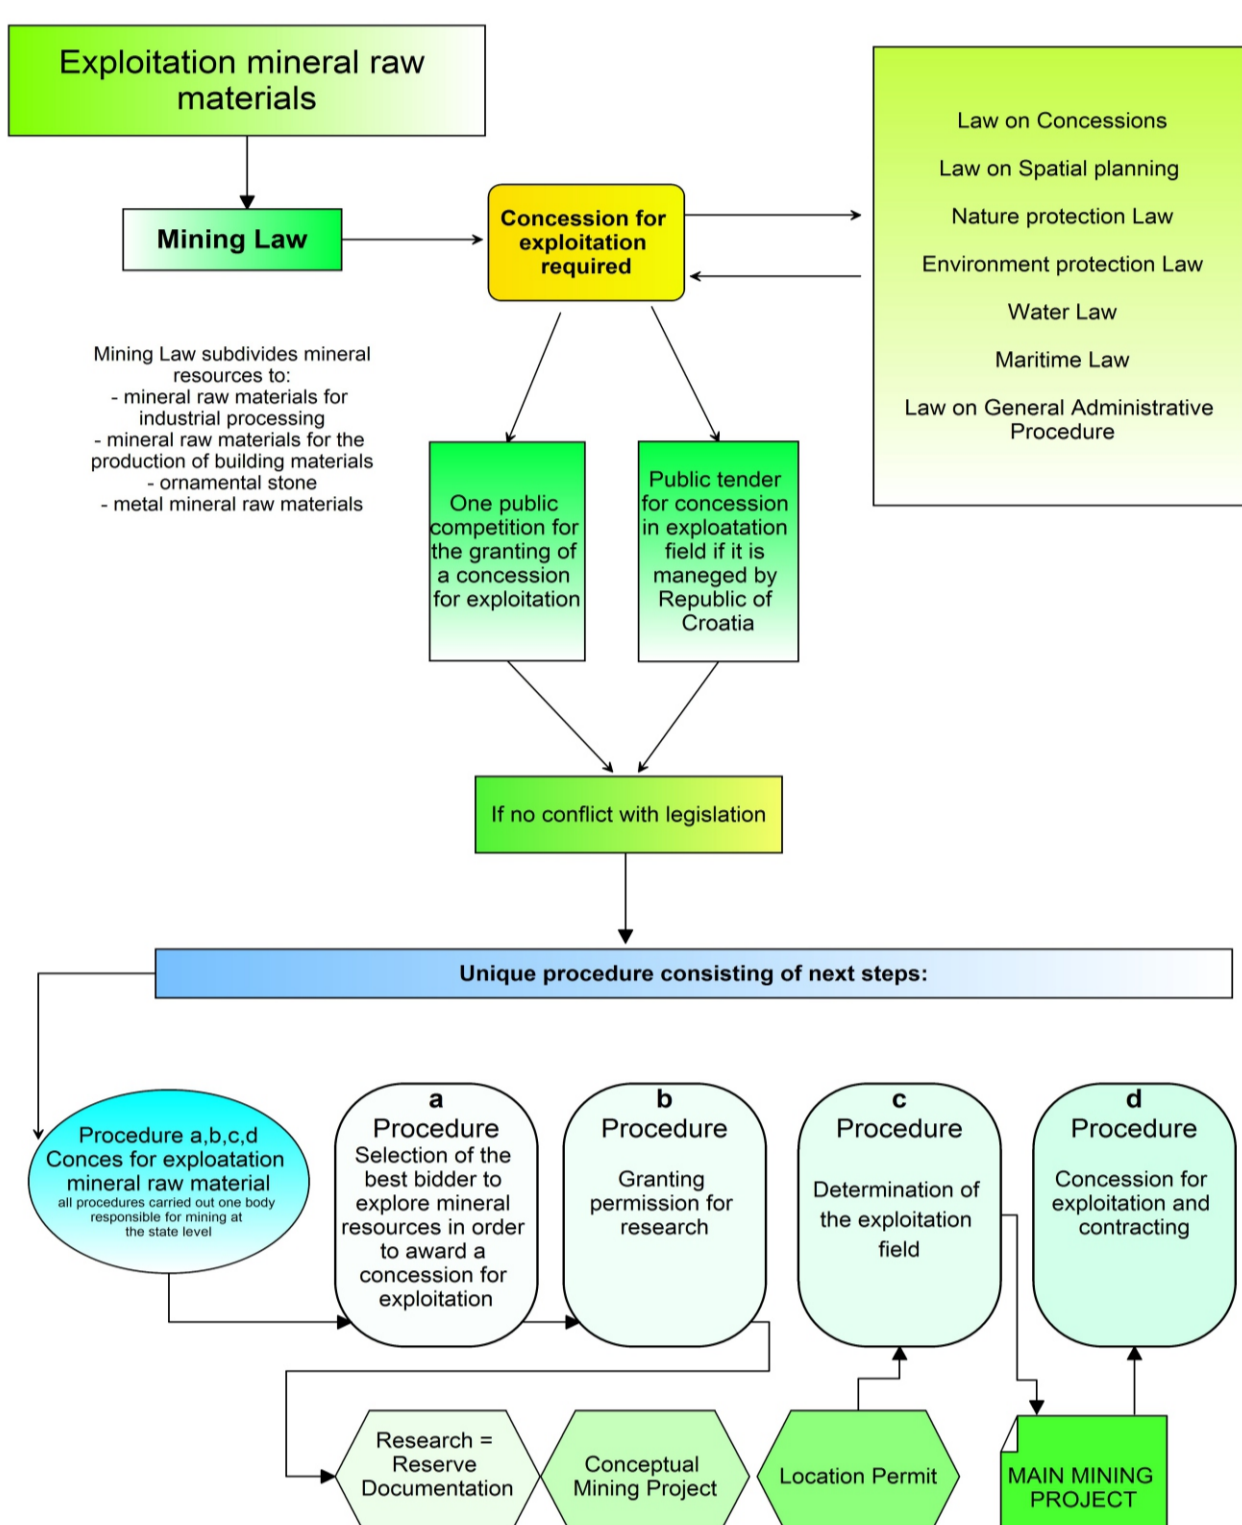 Exploitation mineral raw
materials
Mining Law
Concession for
exploitation
required
Law on Concessions
Law on Spatial planning
Nature protection Law
Environment protection Law
Water Law
Maritime Law
Law on General Administrative
Procedure
Mining Law subdivides mineral
resources to:
- mineral raw materials for
industrial processing
- mineral raw materials for the
production of building materials
- ornamental stone
- metal mineral raw materials
One public
competition for
the granting of
a concession
for exploitation
Public tender
for concession
in exploatation
field if it is
maneged by
Republic of
Croatia
If no conflict with legislation
Unique procedure consisting of next steps:
Procedure a,b,c,d
Conces for exploatation
mineral raw material
all procedures carried out one body
responsible for mining at
the state level
a
Procedure
Selection of the
best bidder to
explore mineral
resources in order
to award a
concession for
exploitation
b
Procedure
Granting
permission for
research
c
Procedure
Determination of
the exploitation
field
d
Procedure
Concession for
exploitation and
contracting
Research =
Reserve
Documentation
Conceptual
Mining Project
Location Permit
MAIN MINING
PROJECT